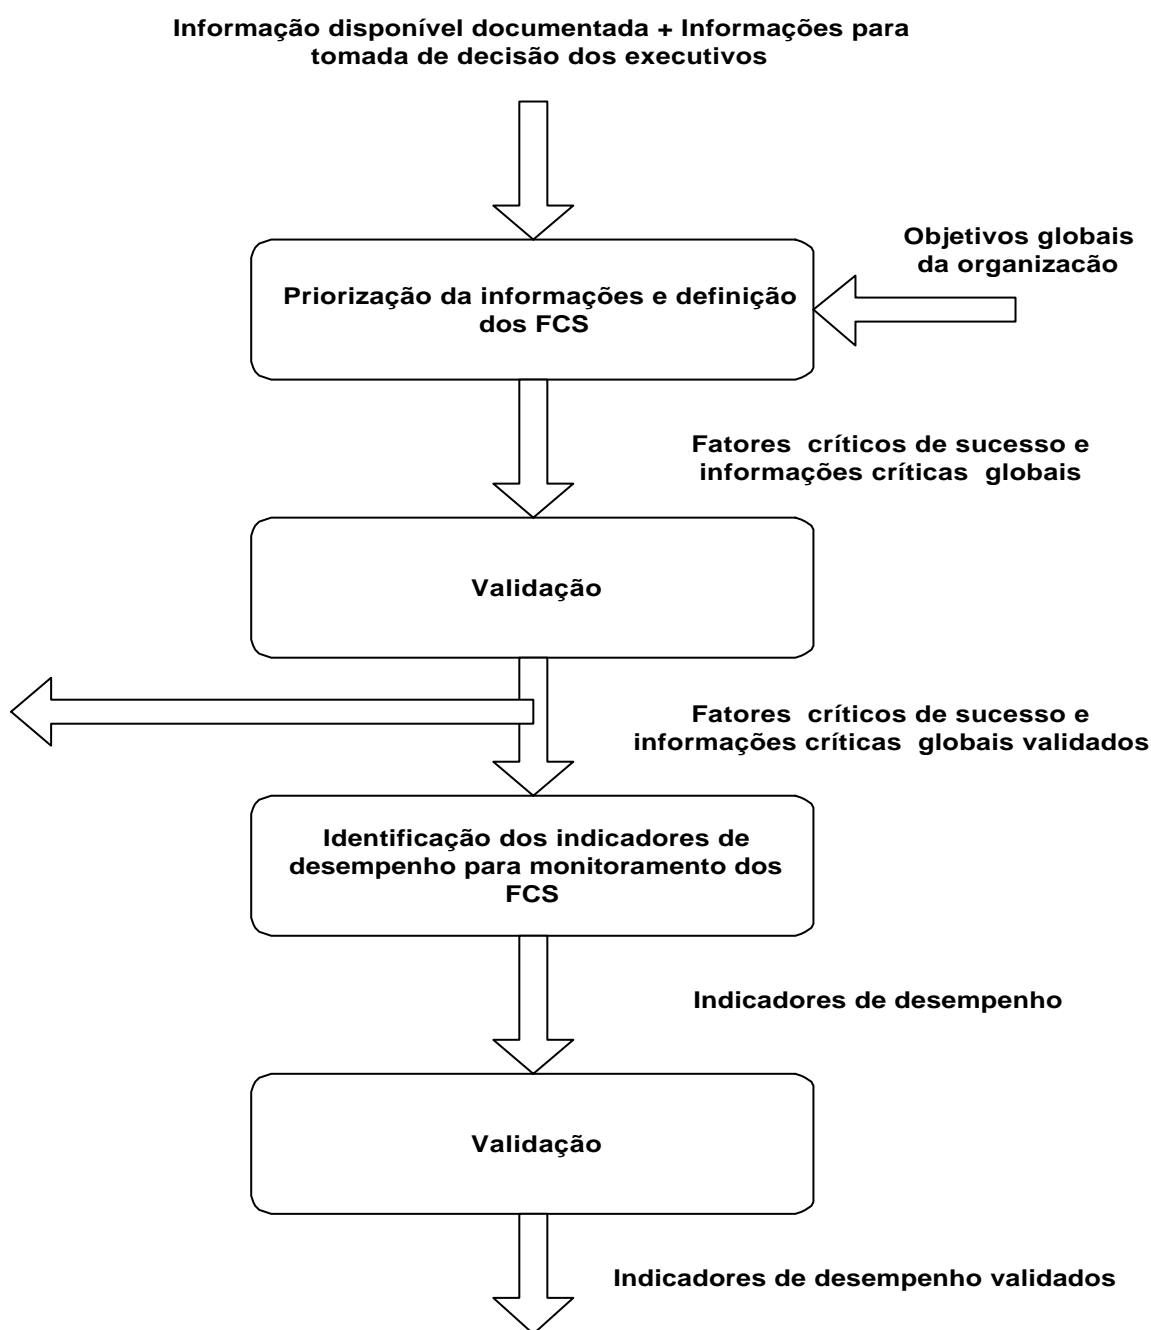 Informação disponível documentada + Informações para
tomada de decisão dos executivos
Objetivos globais
da organizacão
Priorização da informações e definição
dos FCS
Fatores críticos de sucesso e
informações críticas globais
Validação
Fatores críticos de sucesso e
informações críticas globais validados
Identificação dos indicadores de
desempenho para monitoramento dos
FCS
Indicadores de desempenho
Validação
Indicadores de desempenho validados